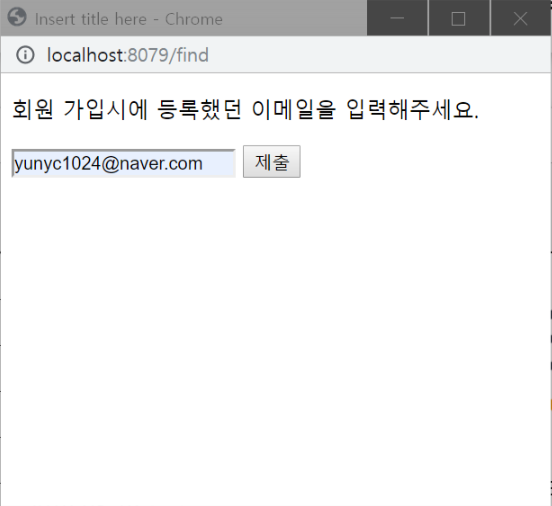 Insert title here - Chrome
localhost:8079/find
회원 가입시에 등록했던 이메일을 입력해주세요.
yunyc1024@naver.com 제출